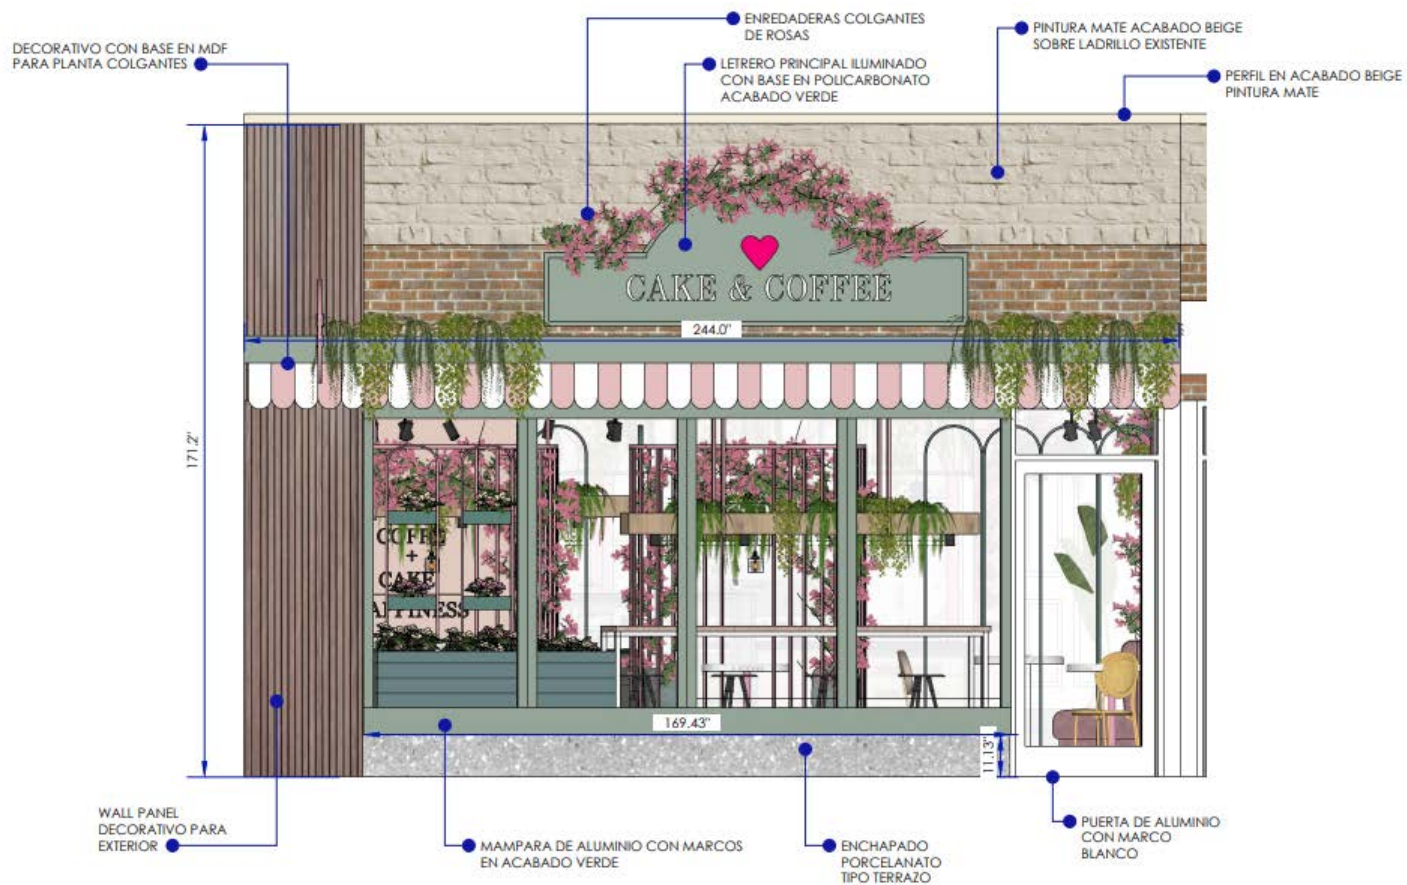 ENREDADERAS COLGANTES
DE ROSAS
PINTURA MATE ACABADO BEIGE
SOBRE LADRILLO EXISTENTE
DECORATIVO CON BASE EN MDF
PARA PLANTA COLGANTES
LETRERO PRINCIPAL ILUMINADO
CON BASE EN POLICARBONATO
ACABADO VERDE
PERFIL EN ACABADO BEIGE
PINTURA MATE
CAKE & COFFEE
244.0"
171.2"
COFFE
+
CAKE
APPINESS
169.43"
11.13"
WALL PANEL
DECORATIVO PARA
EXTERIOR
MAMPARA DE ALUMINIO CON MARCOS
EN ACABADO VERDE
ENCHAPADO
PORCELANATO
TIPO TERRAZO
PUERTA DE ALUMINIO
CON MARCO
BLANCO